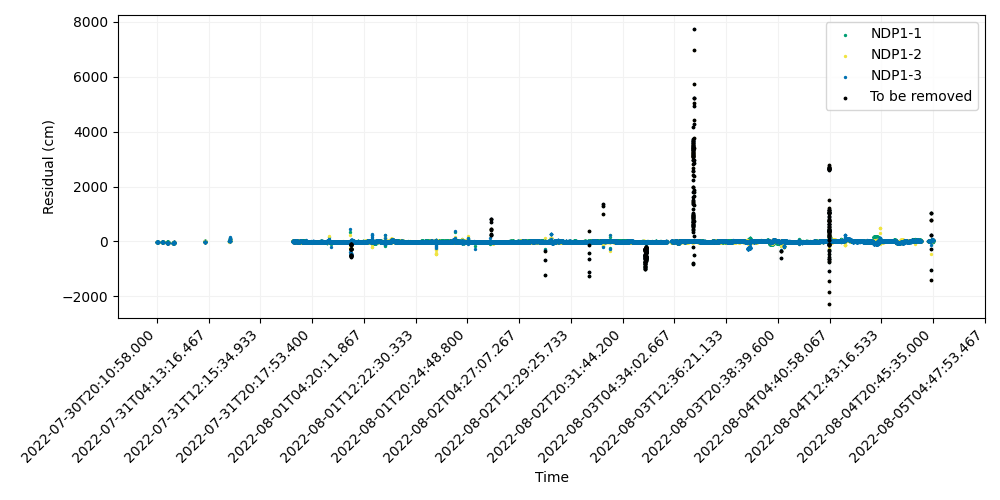 8000
6000
4000
2000
0
−2000
Residual (cm)
NDP1-1
NDP1-2
NDP1-3
To be removed
2022-07-30T20:10:58.000
2022-07-31T04:13:16.467
2022-07-31T12:15:34.933
2022-07-31T20:17:53.400
2022-08-01T04:20:11.867
2022-08-01T12:22:30.333
2022-08-01T20:24:48.800
2022-08-02T04:27:07.267
2022-08-02T12:29:25.733
2022-08-02T20:31:44.200
2022-08-03T04:34:02.667
2022-08-03T12:36:21.133
2022-08-03T20:38:39.600
2022-08-04T04:40:58.067
2022-08-04T12:43:16.533
2022-08-04T20:45:35.000
2022-08-05T04:47:53.467
Time